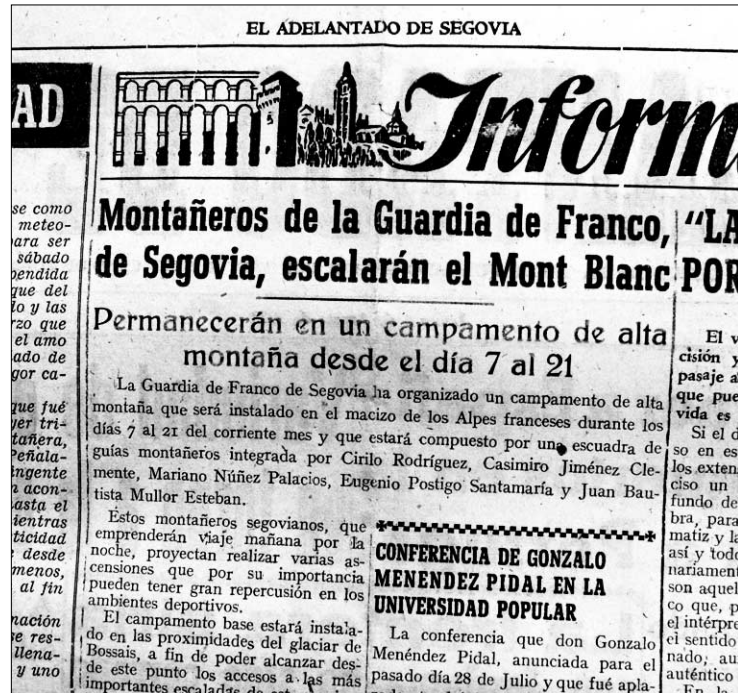 EL ADELANTADO DE SEGOVIA
AD
Inform
se como
meteo-
ara ser
sábado
pendida
que del
lo y las
rzo que
el amo
ado de
gor ca-
que fué
yer tri-
tañera,
Peñala-
ingente
n acon-
asta el
ientras
ticidad
desde
menos,
al fin
mación
se res-
llena-
y uno
Montañeros de la Guardia de Franco,
de Segovia, escalarán el Mont Blanc
Permanecerán en un campamento de alta
montaña desde el día 7 al 21
La Guardia de Franco de Segovia ha organizado un campamento de alta
montaña que será instalado en el macizo de los Alpes franceses durante los
días 7 al 21 del corriente mes y que estará compuesto por una escuadra de
guías montañeros integrada por Cirilo Rodríguez, Casimiro Jiménez Cle-
mente, Mariano Núñez Palacios, Eugenio Postigo Santamaría y Juan Bau-
tista Mullor Esteban.
Estos montañeros segovianos, que
emprenderán viaje mañana por la
noche, proyectan realizar varias as-
censiones que por su importancia
pueden tener gran repercusión en los
ambientes deportivos.
El campamento base estará instala-
do en las proximidades del glaciar de
Bossais, a fin de poder alcanzar des-
de este punto los accesos a las más
importantes escaladas de
CONFERENCIA DE GONZALO
MENENDEZ PIDAL EN LA
UNIVERSIDAD POPULAR
La conferencia que don Gonzalo
Menéndez Pidal, anunciada para el
pasado día 28 de Julio y que fué apla-
"LA
POR
El v
cisión y
pasaje a
que pue
vida es
Si el d
so en es
los exten
ciso un
fundo de
bra, para
matiz y la
así y todo
nariament
son aquel
co que, p
el intérpre
el sentido
nado; au
auténtico
En la